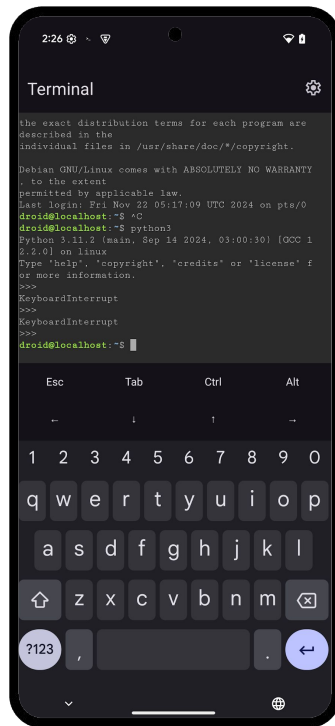 2:26
Terminal
the exact distribution terms for each program are
described in the
individual files in /usr/share/doc/*/copyright.
Debian GNU/Linux comes with ABSOLUTELY NO WARRANTY
, to the extent
permitted by applicable law.
Last login: Fri Nov 22 05:17:09 UTC 2024 on pts/0
droid@localhost:~$ ^C
droid@localhost:~$ python3
Python 3.11.2 (main, Sep 14 2024, 03:00:30) [GCC 1
2.2.0] on linux
Type "help", "copyright", "credits" or "license" f
or more information.
>>>
KeyboardInterrupt
>>>
KeyboardInterrupt
>>>
droid@localhost:~$
Esc Tab Ctrl Alt
← ↓ ↑ →
1 2 3 4 5 6 7 8 9 0
q w e r t y u i o p
a s d f g h j k l
z x c v b n m
?123 , .